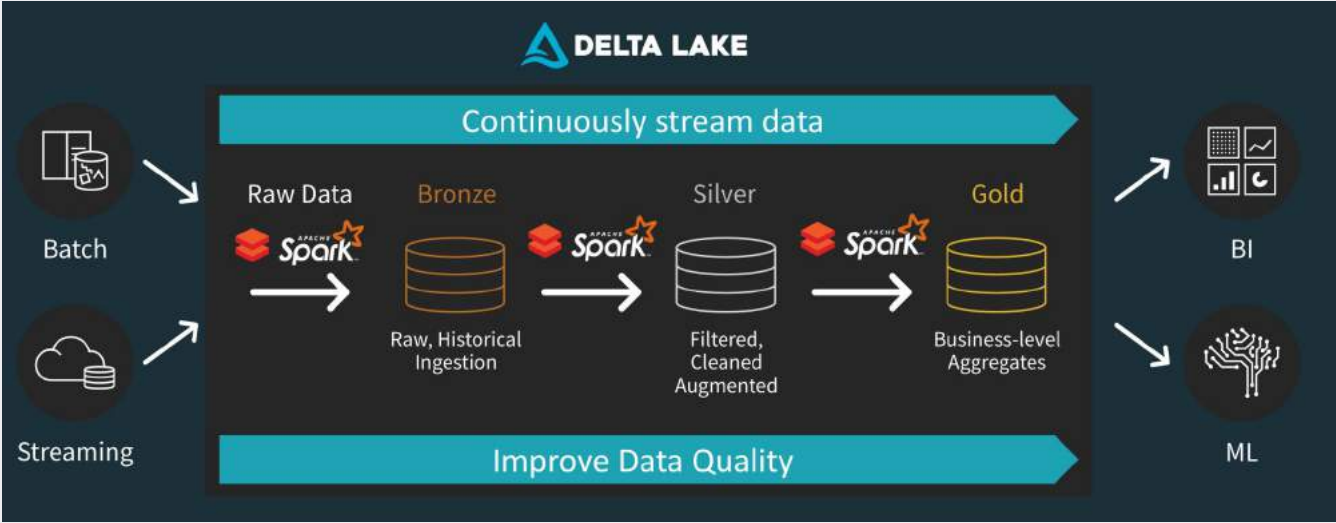 DELTA LAKE
Continuously stream data
Batch
Streaming
Raw Data
APACHE
Spark
Bronze
Raw, Historical
Ingestion
APACHE
Spark
Silver
Filtered,
Cleaned
Augmented
APACHE
Spark
Gold
Business-level
Aggregates
Improve Data Quality
BI
ML